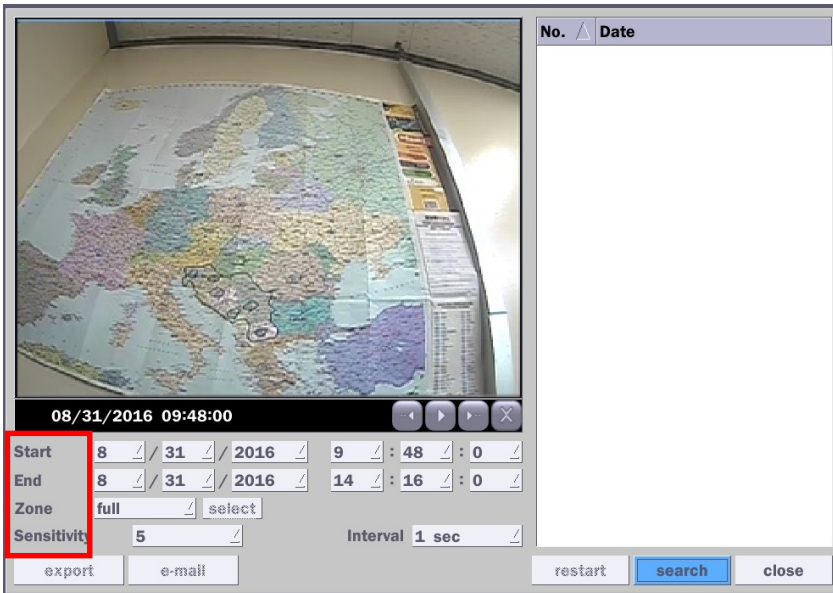 No. Date
08/31/2016 09:48:00
Start 8 / 31 / 2016 9 : 48 : 0
End 8 / 31 / 2016 14 : 16 : 0
Zone full select
Sensitivity 5 Interval 1 sec
export e-mail restart search close